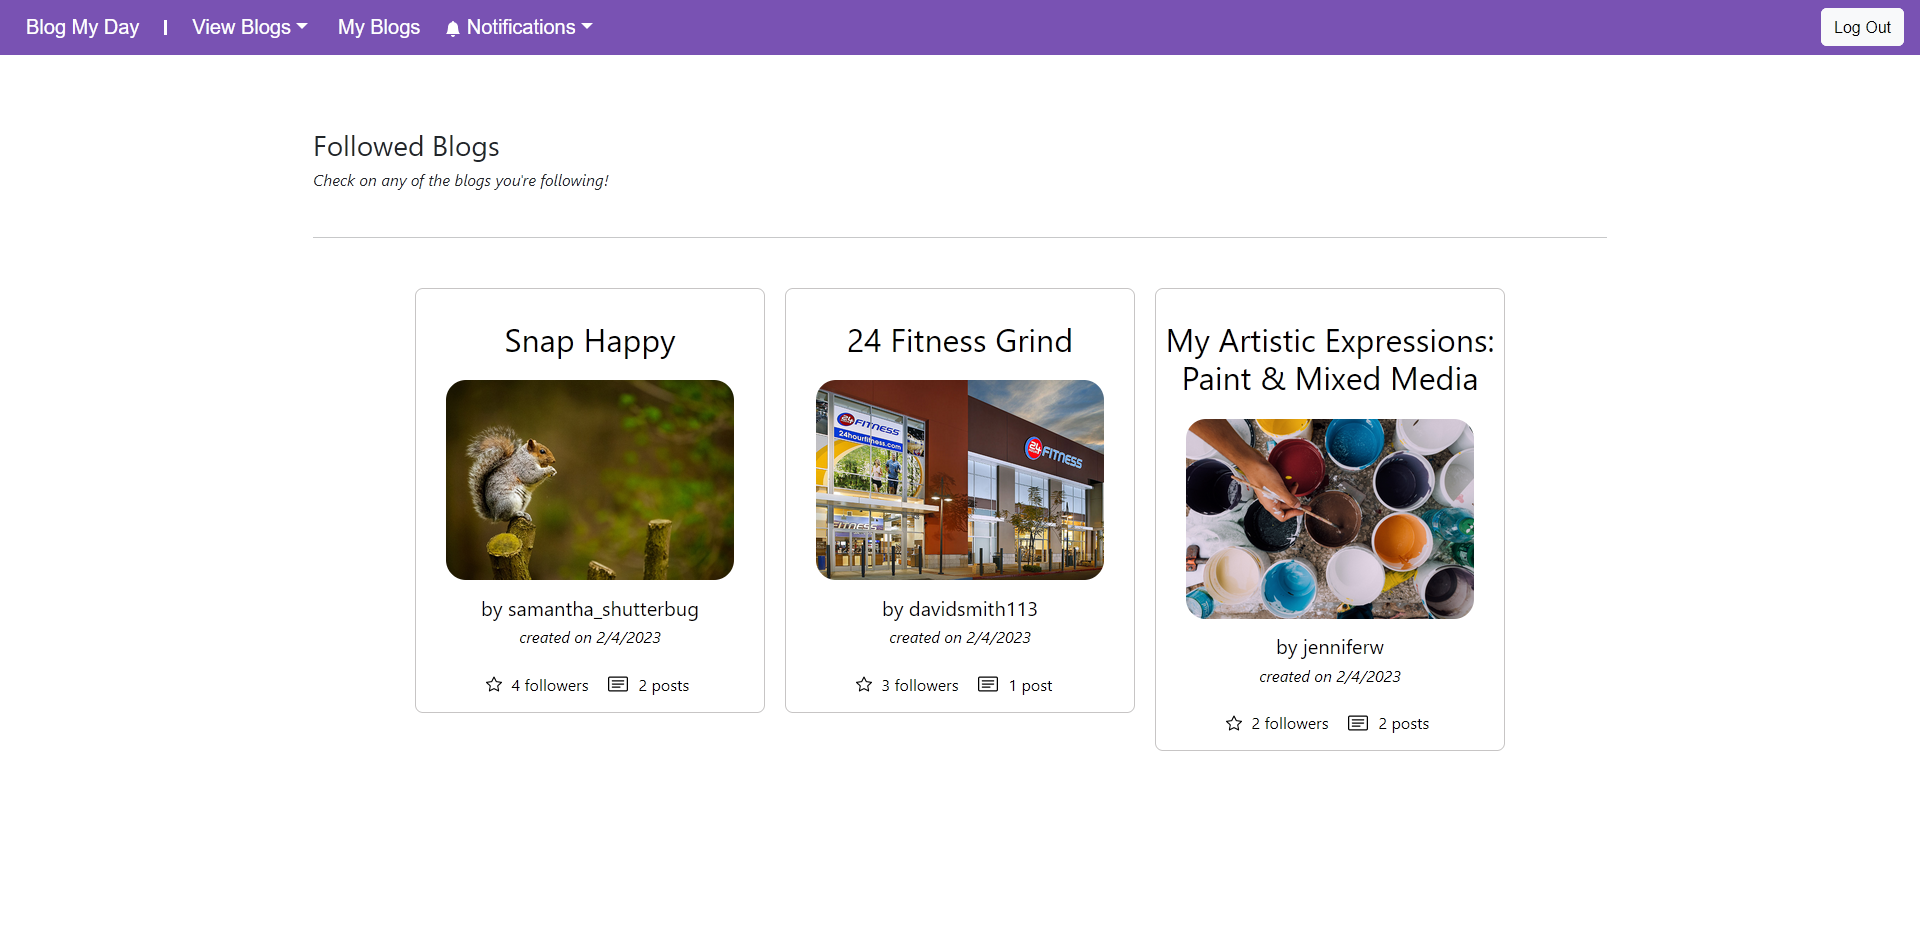 Blog My Day | View Blogs My Blogs Notifications Log Out
Followed Blogs
Check on any of the blogs you're following!
Snap Happy
by samantha_shutterbug
created on 2/4/2023
4 followers 2 posts
24 Fitness Grind
24 FITNESS
24hourfitness.com
24 FITNESS
FITNESS
by davidsmith113
created on 2/4/2023
3 followers 1 post
My Artistic Expressions:
Paint & Mixed Media
by jenniferw
created on 2/4/2023
2 followers 2 posts